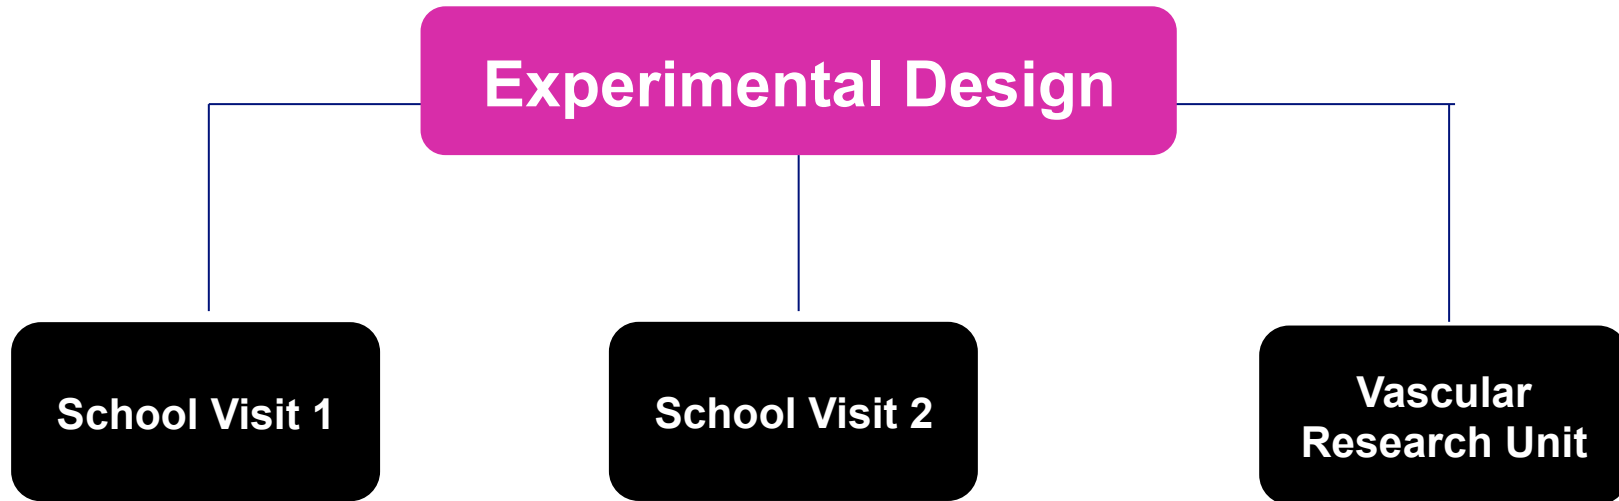 Experimental Design
School Visit 1
School Visit 2
Vascular
Research Unit